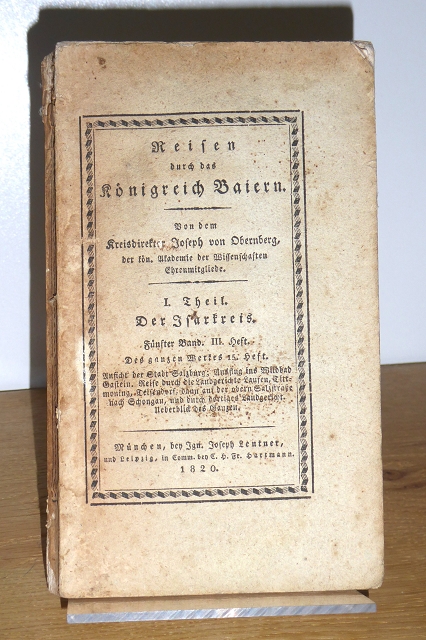 Reisen
durch das
Königreich Baiern.
Von dem
Kreisdirektor Joseph von Obernberg,
der kön. Akademie der Wissenschaften
Ehrenmitgliede.
I. Theil.
Der Isarkreis.
Fünfter Band. III. Heft.
Des ganzen Werkes 15. Heft.
Ansicht der Stadt Salzburg; Ausflug ins Wildbad
Gastein. Reise durch die Landgerichte Laufen, Titt-
moning, Teisendorf, dann auf der obern Salzstraße
nach Schongau, und durch dortiges Landgericht.
Ueberblick des Ganzen.
München, bey Ign. Joseph Lentner,
und Leipzig, in Comm. bey C. H. Fr. Hartmann.
1820.